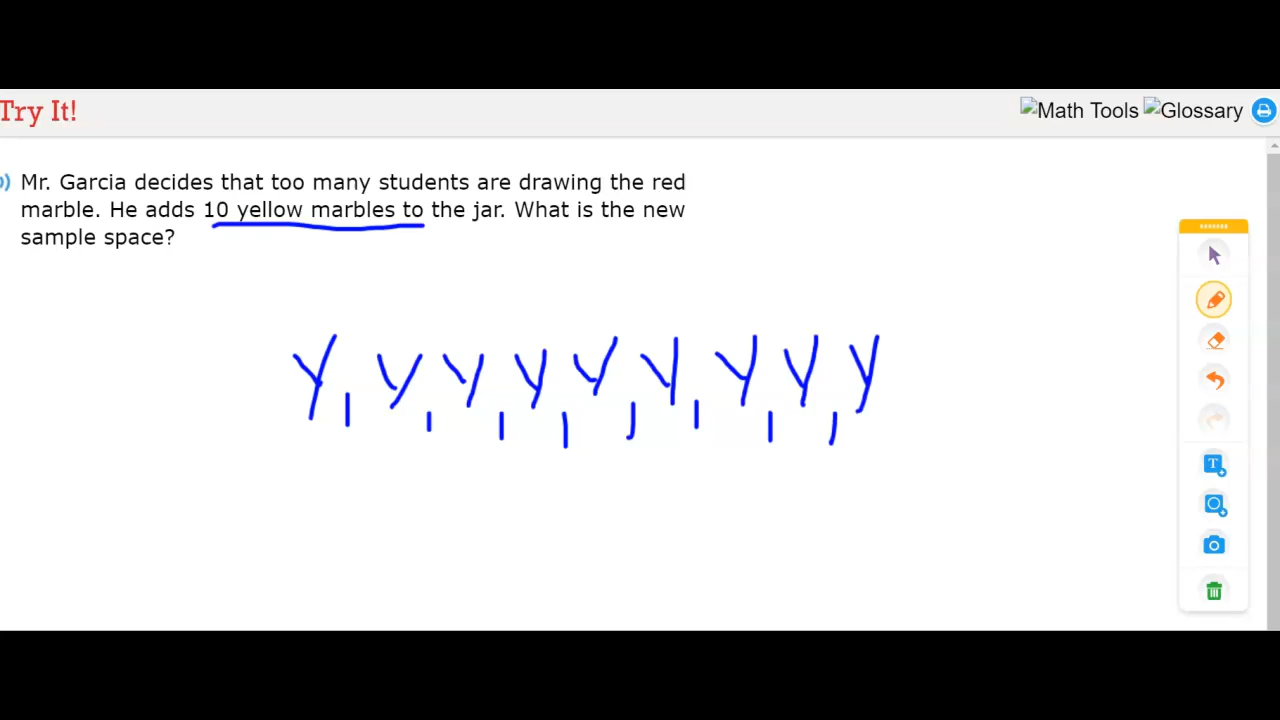 Try It!
Math Tools Glossary
) Mr. Garcia decides that too many students are drawing the red
marble. He adds 10 yellow marbles to the jar. What is the new
sample space?
Y, Y, Y, Y, Y, Y, Y, Y, Y
T